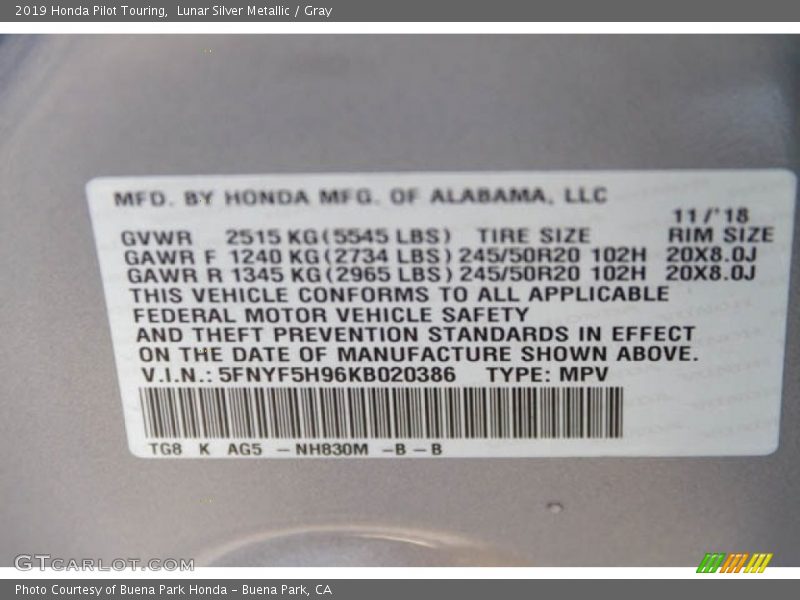 2019 Honda Pilot Touring,  Lunar Silver Metallic / Gray
MFD. BY HONDA MFG. OF ALABAMA, LLC
11/'18
GVWR 2515 KG(5545 LBS) TIRE SIZE RIM SIZE
GAWR F 1240 KG(2734 LBS) 245/50R20 102H 20X8.0J
GAWR R 1345 KG(2965 LBS) 245/50R20 102H 20X8.0J
THIS VEHICLE CONFORMS TO ALL APPLICABLE
FEDERAL MOTOR VEHICLE SAFETY
AND THEFT PREVENTION STANDARDS IN EFFECT
ON THE DATE OF MANUFACTURE SHOWN ABOVE.
V.I.N.: 5FNYF5H96KB020386 TYPE: MPV
TG8 K AG5 -NH830M -B-B
GTCARLOT.COM
Photo Courtesy of Buena Park Honda - Buena Park, CA